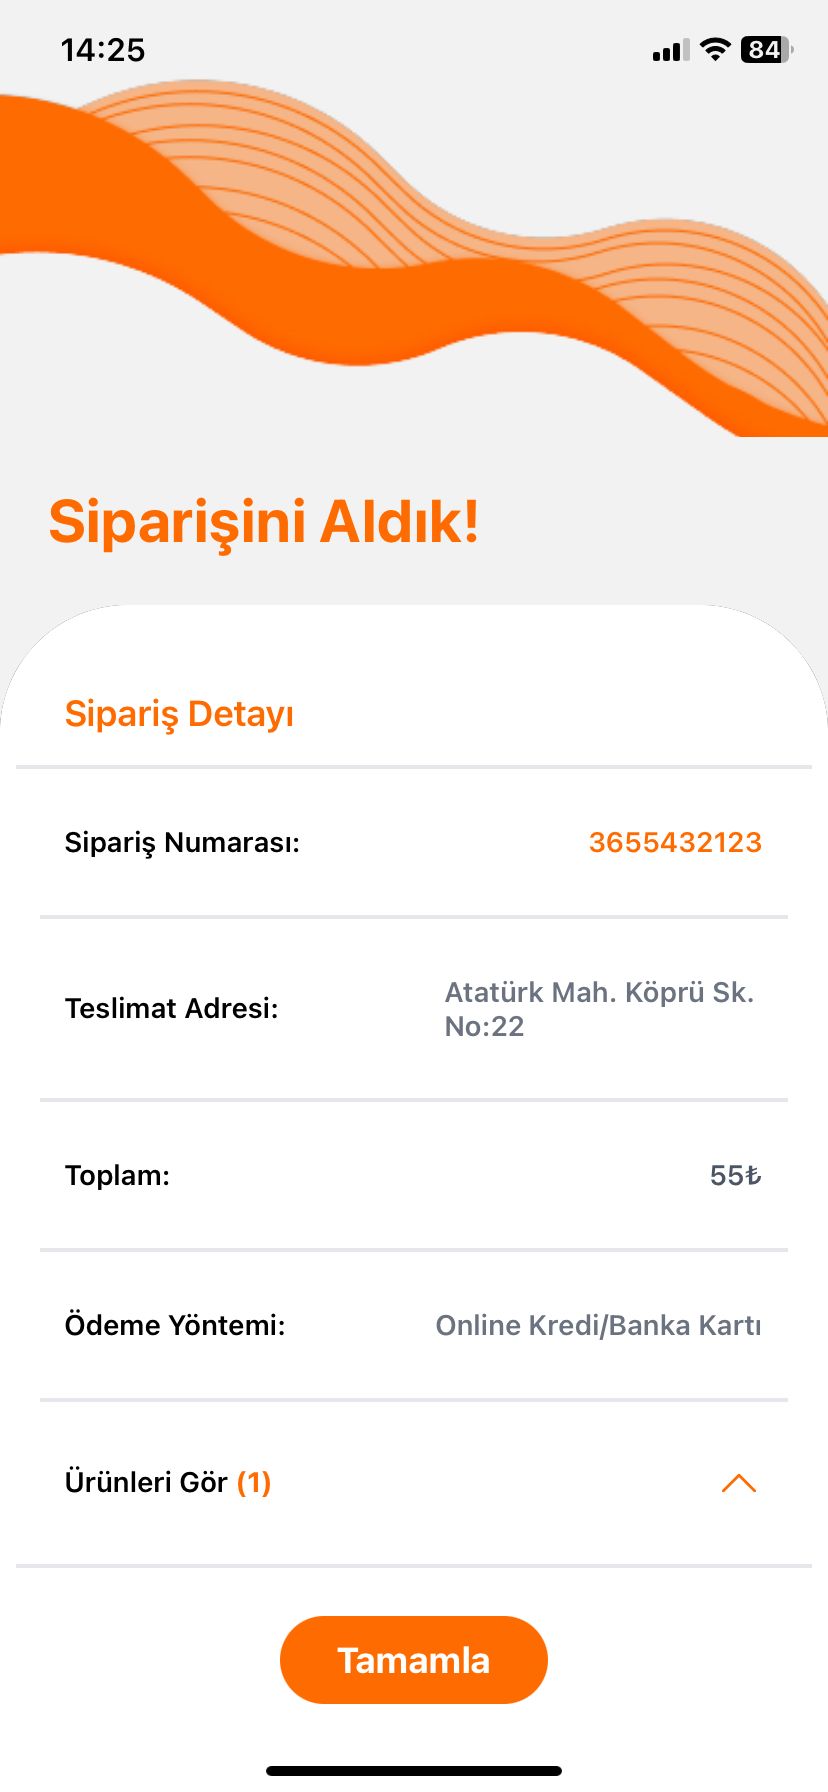 14:25
84
Siparişini Aldık!
Sipariş Detayı
Sipariş Numarası:
3655432123
Teslimat Adresi:
Atatürk Mah. Köprü Sk.
No:22
Toplam:
55₺
Ödeme Yöntemi:
Online Kredi/Banka Kartı
Ürünleri Gör (1)
Tamamla